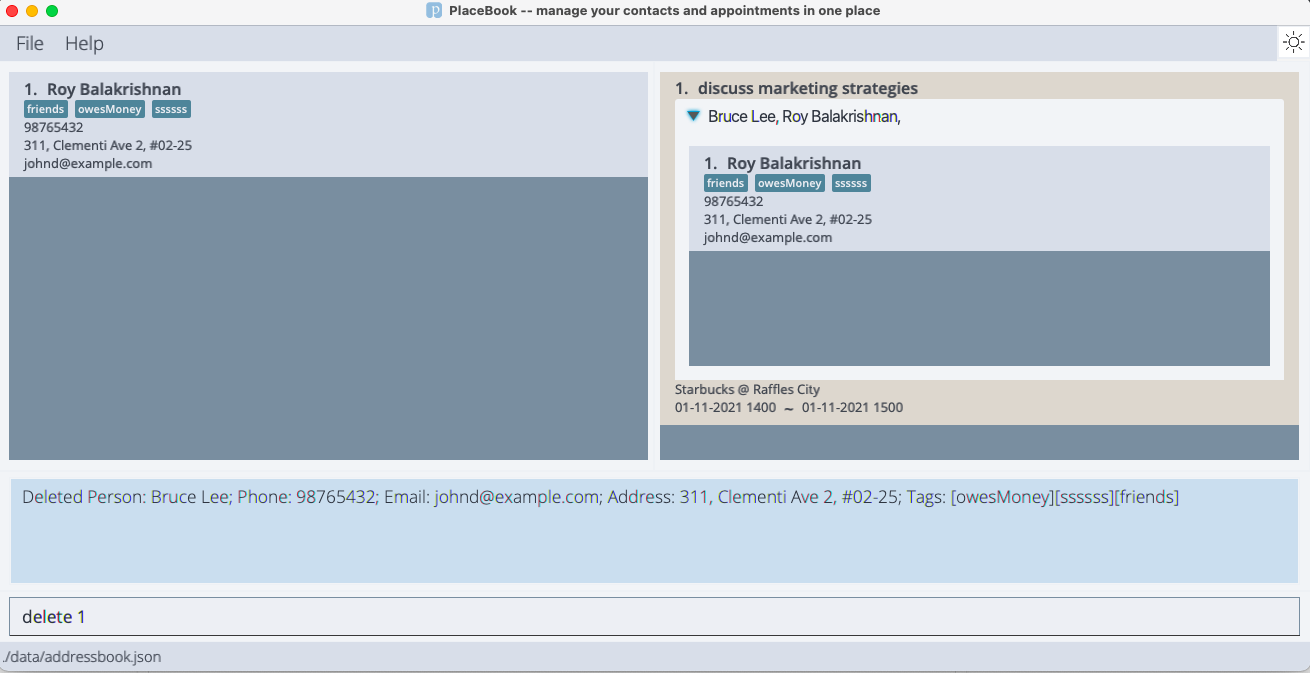 PlaceBook -- manage your contacts and appointments in one place
File Help
1. Roy Balakrishnan
friends owesMoney ssssss
98765432
311, Clementi Ave 2, #02-25
johnd@example.com
1. discuss marketing strategies
Bruce Lee, Roy Balakrishnan,
1. Roy Balakrishnan
friends owesMoney ssssss
98765432
311, Clementi Ave 2, #02-25
johnd@example.com
Starbucks @ Raffles City
01-11-2021 1400 ~ 01-11-2021 1500
Deleted Person: Bruce Lee; Phone: 98765432; Email: johnd@example.com; Address: 311, Clementi Ave 2, #02-25; Tags: [owesMoney][ssssss][friends]
delete 1
./data/addressbook.json